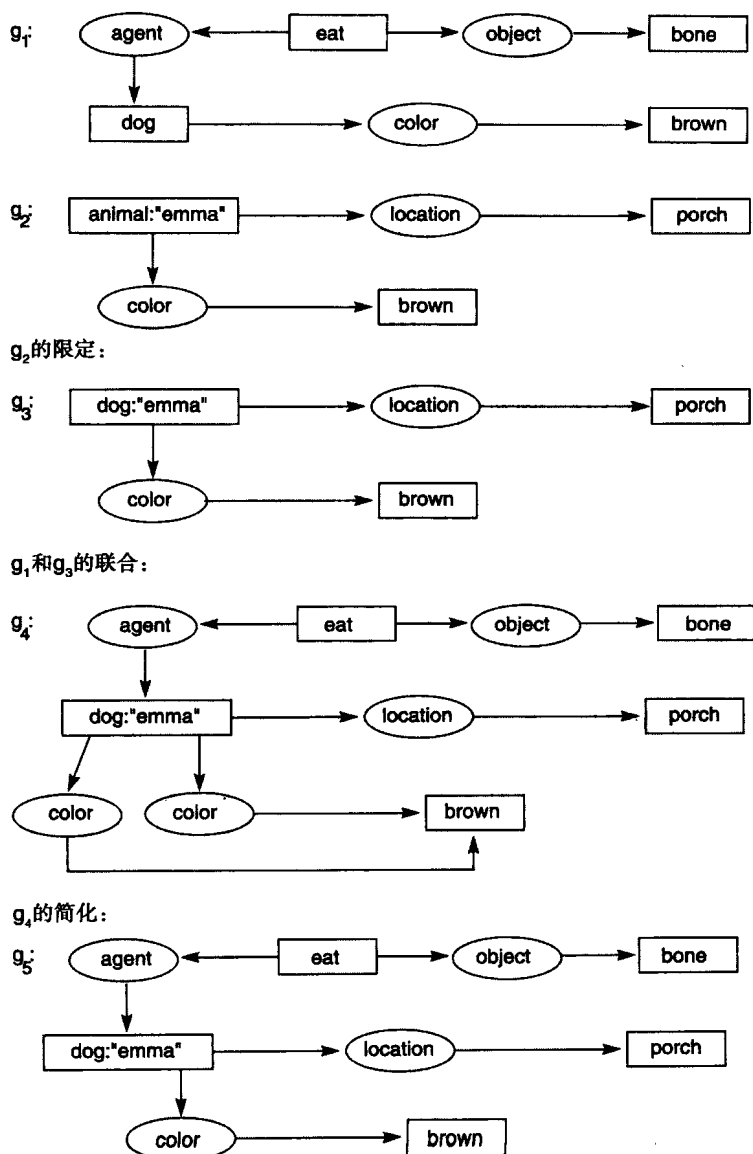 g₁: agent eat object bone
dog color brown
g₂: animal:"emma" location porch
color brown
g₂的限定：
g₃: dog:"emma" location porch
color brown
g₁和g₃的联合：
g₄: agent eat object bone
dog:"emma" location porch
color color brown
g₄的简化：
g₅: agent eat object bone
dog:"emma" location porch
color brown